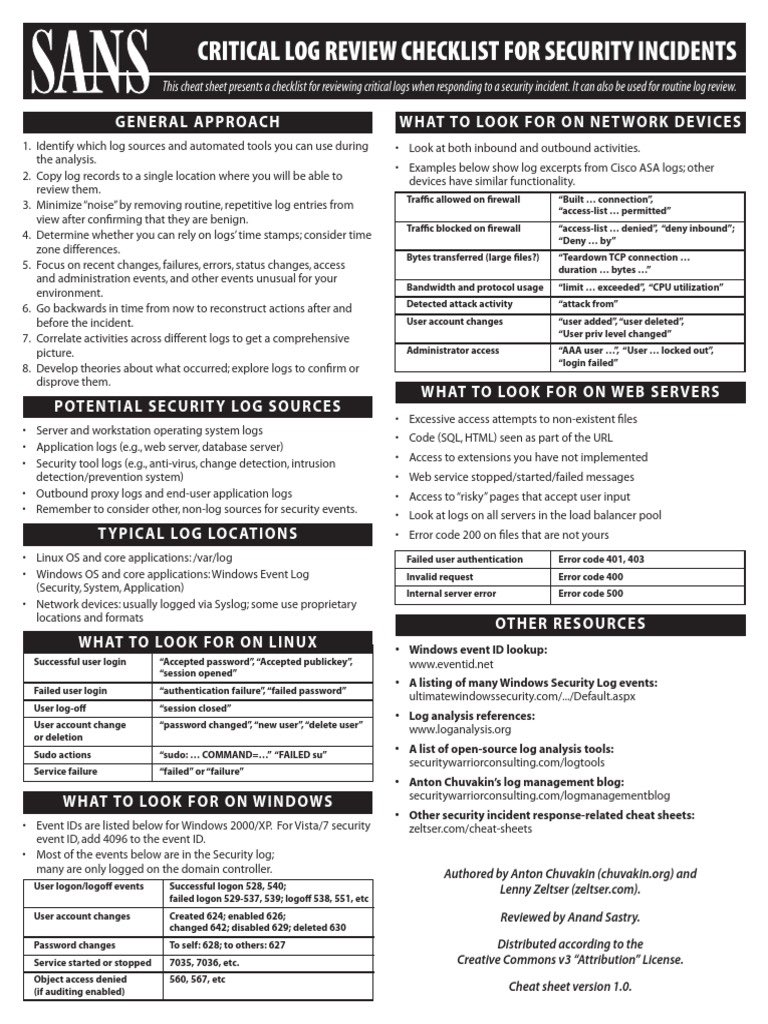 SANS
CRITICAL LOG REVIEW CHECKLIST FOR SECURITY INCIDENTS
This cheat sheet presents a checklist for reviewing critical logs when responding to a security incident. It can also be used for routine log review.
GENERAL APPROACH
1. Identify which log sources and automated tools you can use during
the analysis.
2. Copy log records to a single location where you will be able to
review them.
3. Minimize “noise” by removing routine, repetitive log entries from
view after confirming that they are benign.
4. Determine whether you can rely on logs’ time stamps; consider time
zone differences.
5. Focus on recent changes, failures, errors, status changes, access
and administration events, and other events unusual for your
environment.
6. Go backwards in time from now to reconstruct actions after and
before the incident.
7. Correlate activities across different logs to get a comprehensive
picture.
8. Develop theories about what occurred; explore logs to confirm or
disprove them.
POTENTIAL SECURITY LOG SOURCES
• Server and workstation operating system logs
• Application logs (e.g., web server, database server)
• Security tool logs (e.g., anti-virus, change detection, intrusion
detection/prevention system)
• Outbound proxy logs and end-user application logs
• Remember to consider other, non-log sources for security events.
TYPICAL LOG LOCATIONS
• Linux OS and core applications: /var/log
• Windows OS and core applications: Windows Event Log
(Security, System, Application)
• Network devices: usually logged via Syslog; some use proprietary
locations and formats
WHAT TO LOOK FOR ON LINUX
Successful user login “Accepted password”, “Accepted publickey”,
“session opened”
Failed user login “authentication failure”, “failed password”
User log-off “session closed”
User account change “password changed”, “new user”, “delete user”
or deletion
Sudo actions “sudo: … COMMAND=…” “FAILED su”
Service failure “failed” or “failure”
WHAT TO LOOK FOR ON WINDOWS
• Event IDs are listed below for Windows 2000/XP. For Vista/7 security
event ID, add 4096 to the event ID.
• Most of the events below are in the Security log;
many are only logged on the domain controller.
User logon/logoff events Successful logon 528, 540;
failed logon 529-537, 539; logoff 538, 551, etc
User account changes Created 624; enabled 626;
changed 642; disabled 629; deleted 630
Password changes To self: 628; to others: 627
Service started or stopped 7035, 7036, etc.
Object access denied 560, 567, etc
(if auditing enabled)
WHAT TO LOOK FOR ON NETWORK DEVICES
• Look at both inbound and outbound activities.
• Examples below show log excerpts from Cisco ASA logs; other
devices have similar functionality.
Traffic allowed on firewall “Built … connection”,
“access-list … permitted”
Traffic blocked on firewall “access-list … denied”, “deny inbound”;
“Deny … by”
Bytes transferred (large files?) “Teardown TCP connection …
duration … bytes …”
Bandwidth and protocol usage “limit … exceeded”, “CPU utilization”
Detected attack activity “attack from”
User account changes “user added”, “user deleted”,
“User priv level changed”
Administrator access “AAA user …”, “User … locked out”,
“login failed”
WHAT TO LOOK FOR ON WEB SERVERS
• Excessive access attempts to non-existent files
• Code (SQL, HTML) seen as part of the URL
• Access to extensions you have not implemented
• Web service stopped/started/failed messages
• Access to “risky” pages that accept user input
• Look at logs on all servers in the load balancer pool
• Error code 200 on files that are not yours
Failed user authentication Error code 401, 403
Invalid request Error code 400
Internal server error Error code 500
OTHER RESOURCES
• Windows event ID lookup:
www.eventid.net
• A listing of many Windows Security Log events:
ultimatewindowssecurity.com/.../Default.aspx
• Log analysis references:
www.loganalysis.org
• A list of open-source log analysis tools:
securitywarriorconsulting.com/logtools
• Anton Chuvakin’s log management blog:
securitywarriorconsulting.com/logmanagementblog
• Other security incident response-related cheat sheets:
zeltser.com/cheat-sheets
Authored by Anton Chuvakin (chuvakin.org) and
Lenny Zeltser (zeltser.com).
Reviewed by Anand Sastry.
Distributed according to the
Creative Commons v3 “Attribution” License.
Cheat sheet version 1.0.